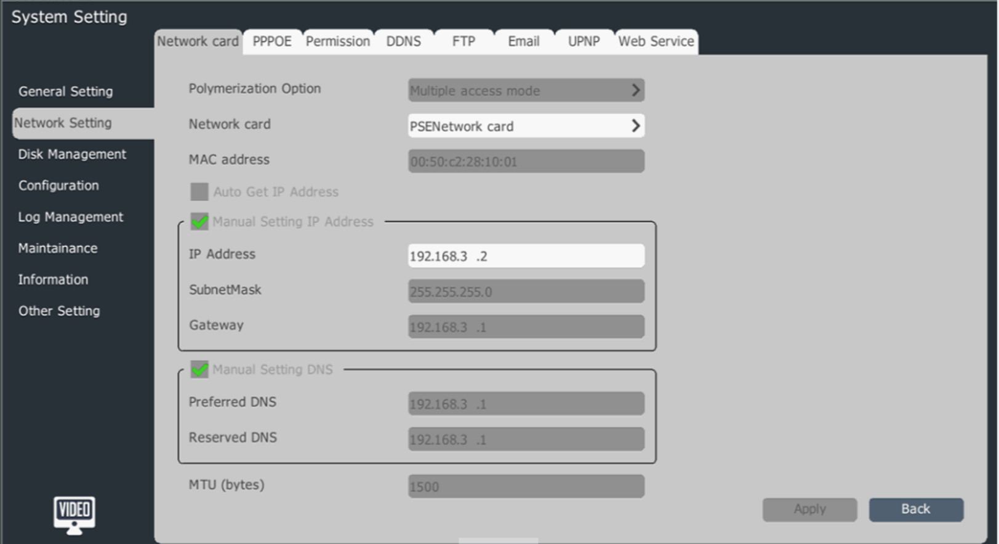 System Setting
Network card PPPOE Permission DDNS FTP Email UPNP Web Service
General Setting
Network Setting
Disk Management
Configuration
Log Management
Maintainance
Information
Other Setting
VIDEO
Polymerization Option Multiple access mode
Network card PSENetwork card
MAC address 00:50:c2:28:10:01
Auto Get IP Address
Manual Setting IP Address
IP Address 192.168.3 .2
SubnetMask 255.255.255.0
Gateway 192.168.3 .1
Manual Setting DNS
Preferred DNS 192.168.3 .1
Reserved DNS 192.168.3 .1
MTU (bytes) 1500
Apply Back